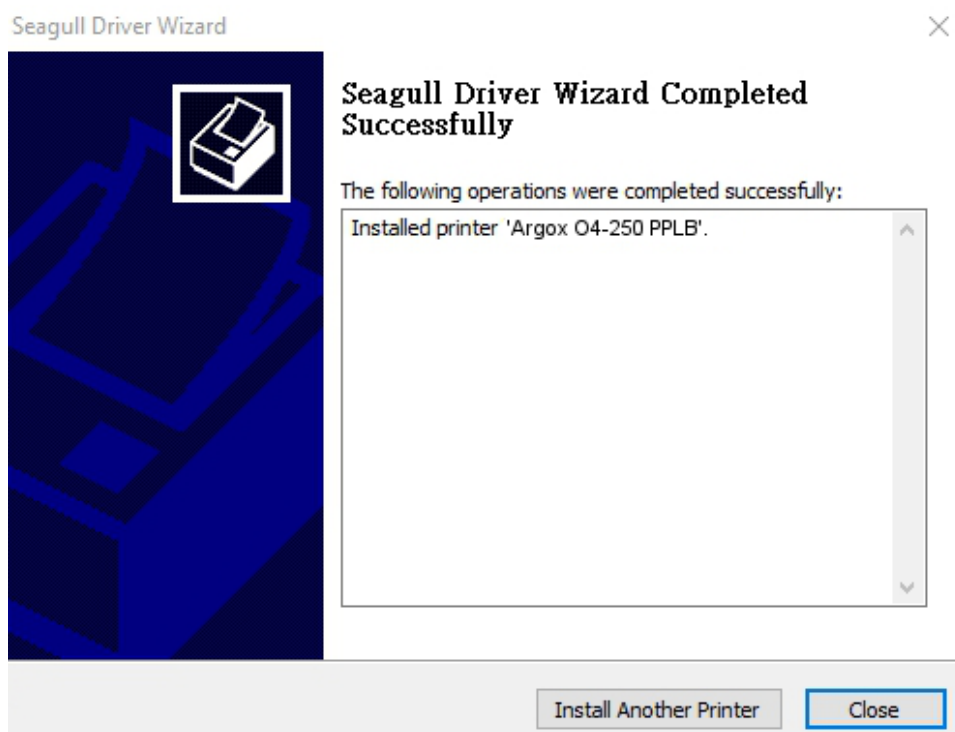 Seagull Driver Wizard
Seagull Driver Wizard Completed
Successfully
The following operations were completed successfully:
Installed printer 'Argox O4-250 PPLB'.
Install Another Printer
Close